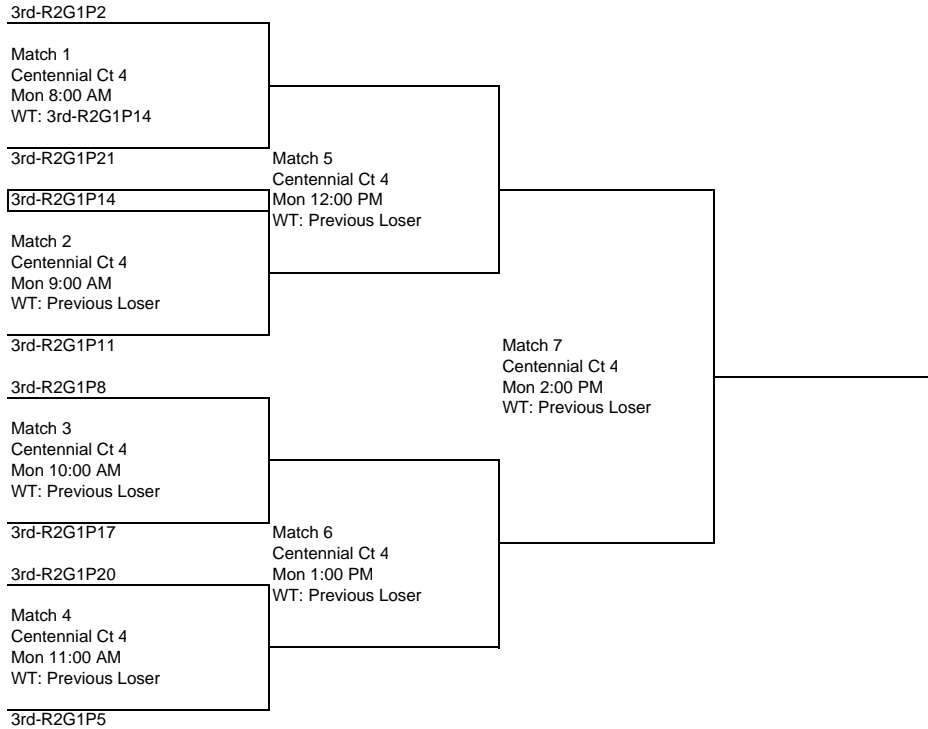 3rd-R2G1P2
Match 1
Centennial Ct 4
Mon 8:00 AM
WT: 3rd-R2G1P14
3rd-R2G1P21
3rd-R2G1P14
Match 2
Centennial Ct 4
Mon 9:00 AM
WT: Previous Loser
3rd-R2G1P11
3rd-R2G1P8
Match 3
Centennial Ct 4
Mon 10:00 AM
WT: Previous Loser
3rd-R2G1P17
3rd-R2G1P20
Match 4
Centennial Ct 4
Mon 11:00 AM
WT: Previous Loser
3rd-R2G1P5
Match 5
Centennial Ct 4
Mon 12:00 PM
WT: Previous Loser
Match 6
Centennial Ct 4
Mon 1:00 PM
WT: Previous Loser
Match 7
Centennial Ct 4
Mon 2:00 PM
WT: Previous Loser